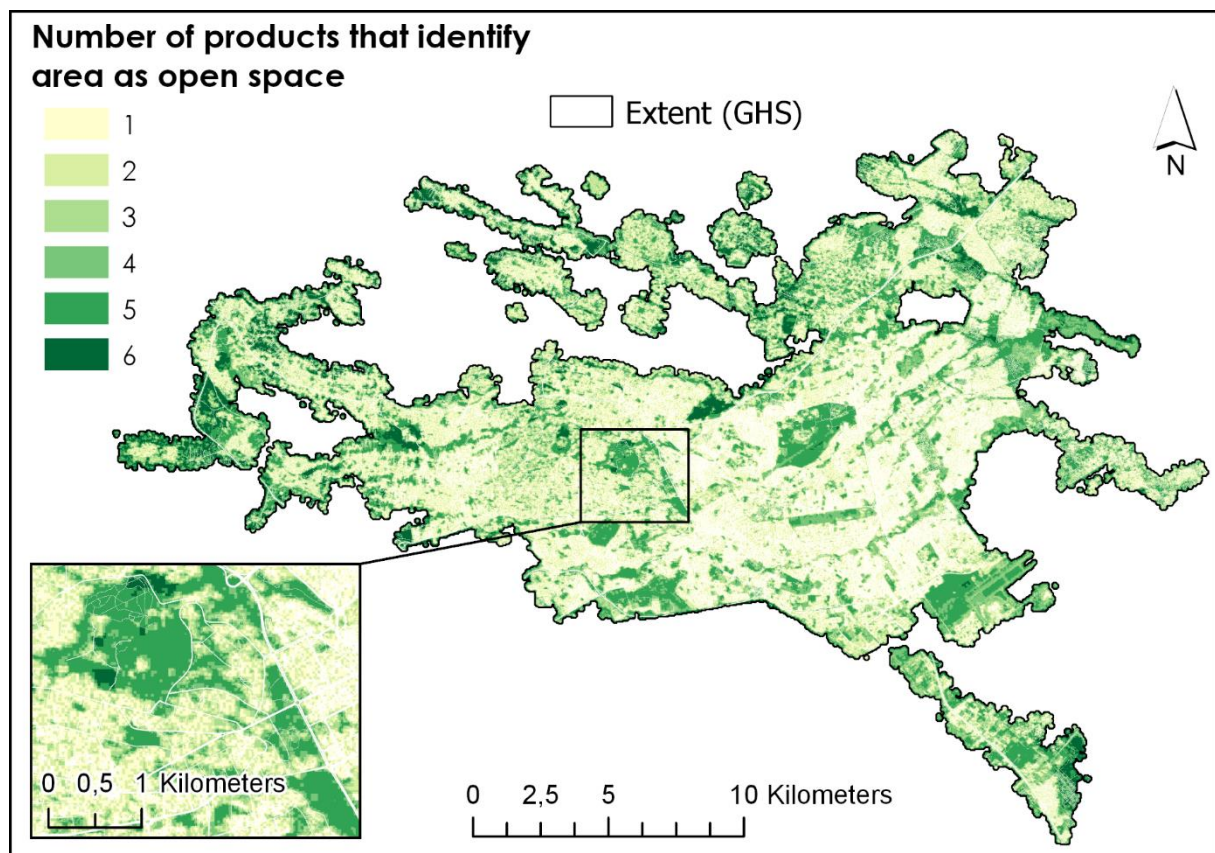 Number of products that identify
area as open space
1
2
3
4
5
6
Extent (GHS)
N
0 0,5 1 Kilometers
0 2,5 5 10 Kilometers